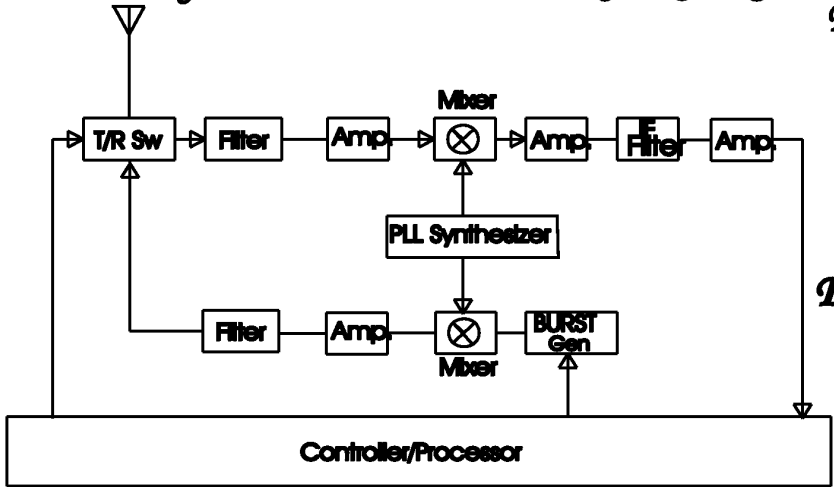 Mixer
T/R Sw
Filter
Amp.
Amp.
IF
Filter
Amp.
PLL Synthesizer
Filter
Amp.
BURST
Gen
Mixer
Controller/Processor